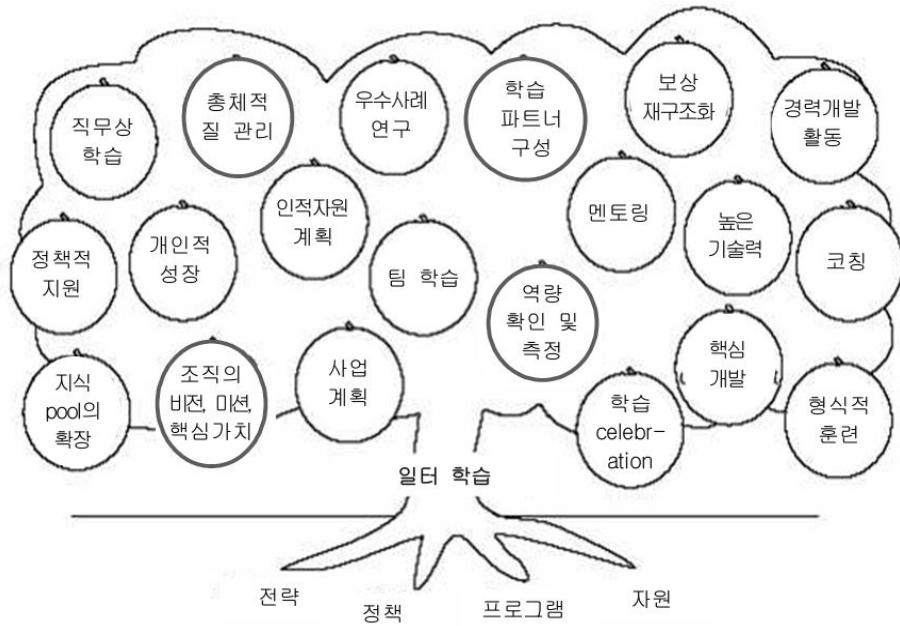 직무상
학습
총체적
질 관리
우수사례
연구
학습
파트너
구성
보상
재구조화
경력개발
활동
정책적
지원
개인적
성장
인적자원
계획
팀 학습
멘토링
높은
기술력
코칭
역량
확인 및
측정
지식
pool의
확장
조직의
비전, 미션,
핵심가치
사업
계획
핵심
개발
학습
celebr-
ation
형식적
훈련
일터 학습
전략
정책
프로그램
자원